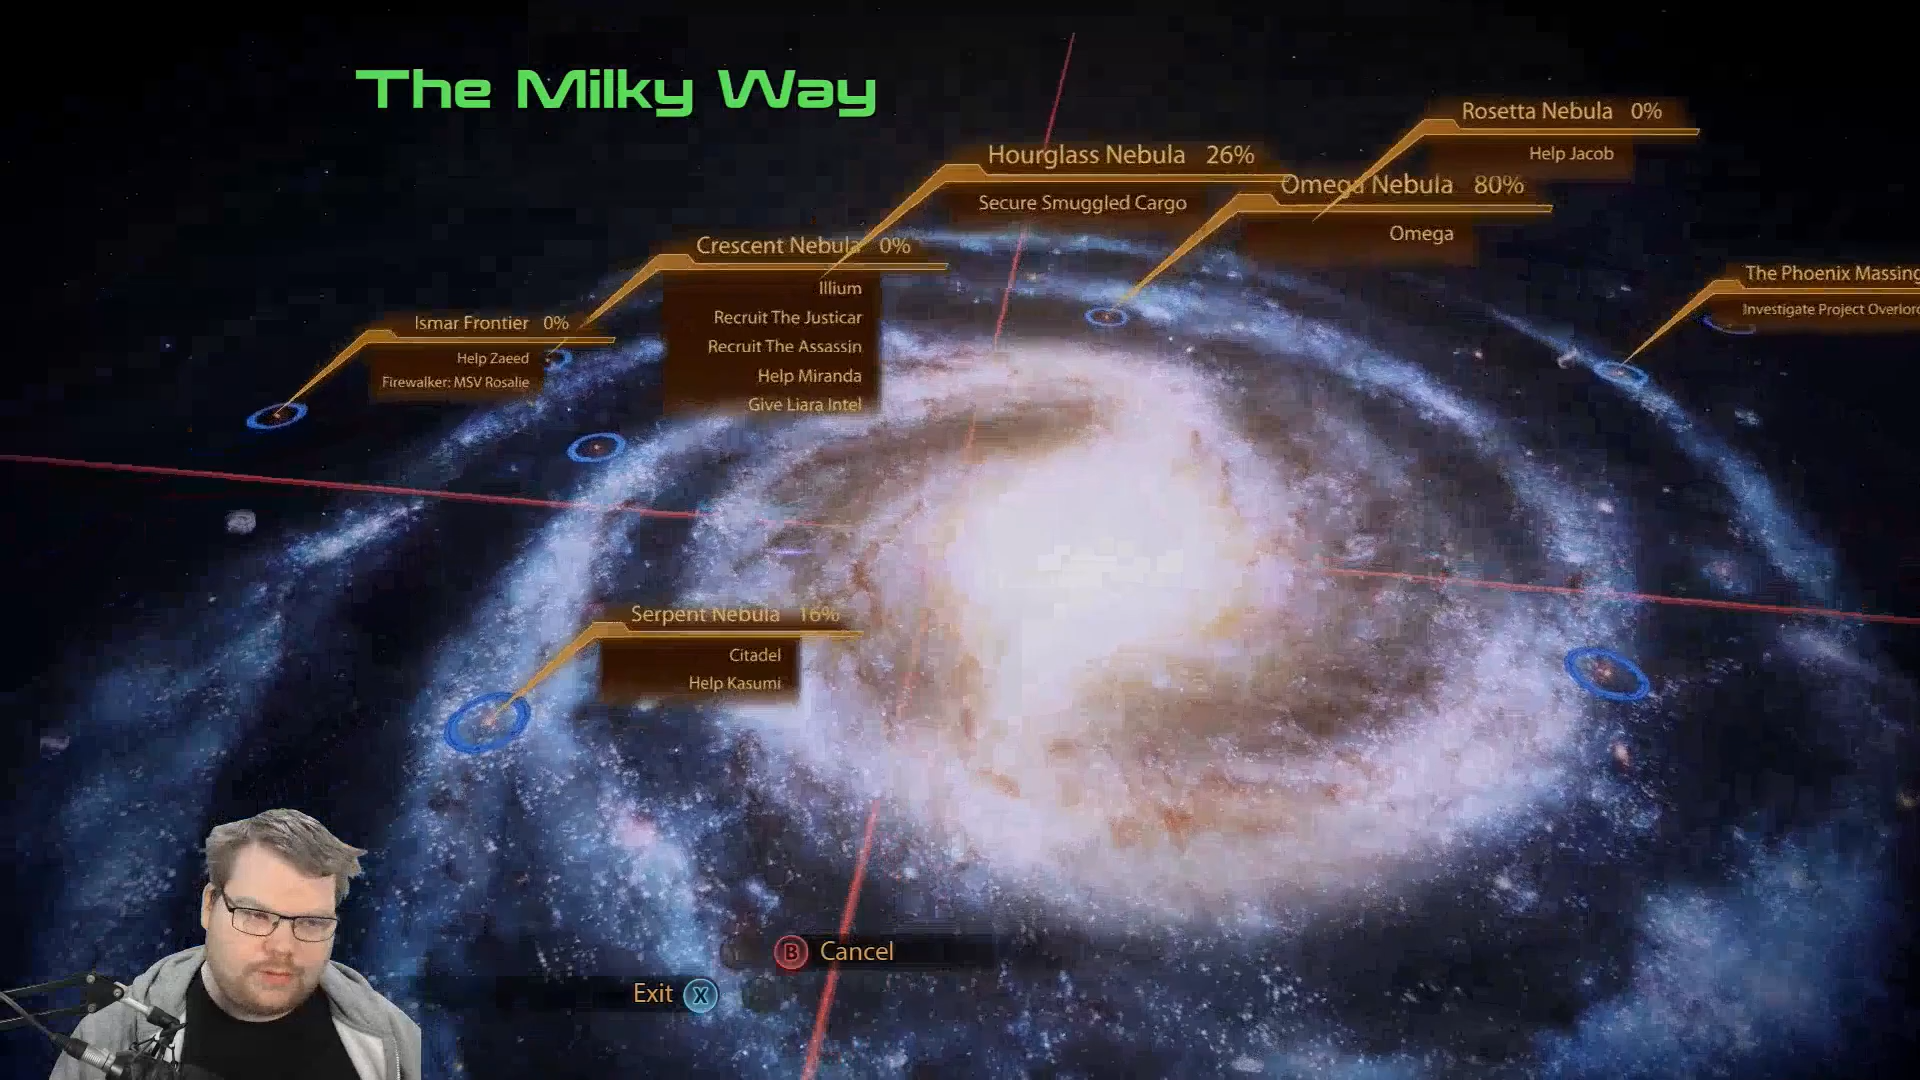 The Milky Way
Rosetta Nebula 0%
Help Jacob
Hourglass Nebula 26%
Secure Smuggled Cargo
Omega Nebula 80%
Omega
Crescent Nebula 0%
Illium
Recruit The Justicar
Recruit The Assassin
Help Miranda
Give Liara Intel
The Phoenix Massing
Investigate Project Overlord
Ismar Frontier 0%
Help Zaeed
Firewalker: MSV Rosalie
Serpent Nebula 16%
Citadel
Help Kasumi
B Cancel
Exit X